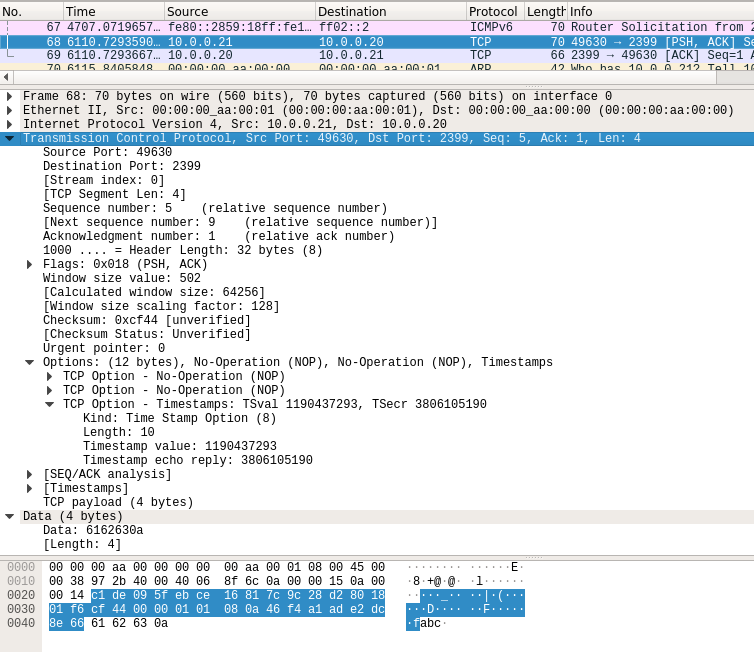 No. Time Source Destination Protocol Length Info
67 4707.0719657… fe80::2859:18ff:fe1… ff02::2 ICMPv6 70 Router Solicitation from 2
68 6110.7293590… 10.0.0.21 10.0.0.20 TCP 70 49630 → 2399 [PSH, ACK] Se
69 6110.7293667… 10.0.0.20 10.0.0.21 TCP 66 2399 → 49630 [ACK] Seq=1 A
70 6115.8405848… 00:00:00_aa:00:00 00:00:00_aa:00:01 ARP 42 Who has 10.0.0.21? Tell 10
Frame 68: 70 bytes on wire (560 bits), 70 bytes captured (560 bits) on interface 0
Ethernet II, Src: 00:00:00_aa:00:01 (00:00:00:aa:00:01), Dst: 00:00:00_aa:00:00 (00:00:00:aa:00:00)
Internet Protocol Version 4, Src: 10.0.0.21, Dst: 10.0.0.20
Transmission Control Protocol, Src Port: 49630, Dst Port: 2399, Seq: 5, Ack: 1, Len: 4
Source Port: 49630
Destination Port: 2399
[Stream index: 0]
[TCP Segment Len: 4]
Sequence number: 5 (relative sequence number)
[Next sequence number: 9 (relative sequence number)]
Acknowledgment number: 1 (relative ack number)
1000 .... = Header Length: 32 bytes (8)
Flags: 0x018 (PSH, ACK)
Window size value: 502
[Calculated window size: 64256]
[Window size scaling factor: 128]
Checksum: 0xcf44 [unverified]
[Checksum Status: Unverified]
Urgent pointer: 0
Options: (12 bytes), No-Operation (NOP), No-Operation (NOP), Timestamps
TCP Option - No-Operation (NOP)
TCP Option - No-Operation (NOP)
TCP Option - Timestamps: TSval 1190437293, TSecr 3806105190
Kind: Time Stamp Option (8)
Length: 10
Timestamp value: 1190437293
Timestamp echo reply: 3806105190
[SEQ/ACK analysis]
[Timestamps]
TCP payload (4 bytes)
Data (4 bytes)
Data: 6162630a
[Length: 4]
0000 00 00 00 aa 00 00 00 00 00 aa 00 01 08 00 45 00 ········ ······E·
0010 00 38 97 2b 40 00 40 06 8f 6c 0a 00 00 15 0a 00 ·8·+@·@· ·l······
0020 00 14 c1 de 09 5f eb ce 16 81 7c 9c 28 d2 80 18 ·····_·· ··|·(···
0030 01 f6 cf 44 00 00 01 01 08 0a 46 f4 a1 ad e2 dc ···D···· ··F·····
0040 8e 66 61 62 63 0a ·fabc·